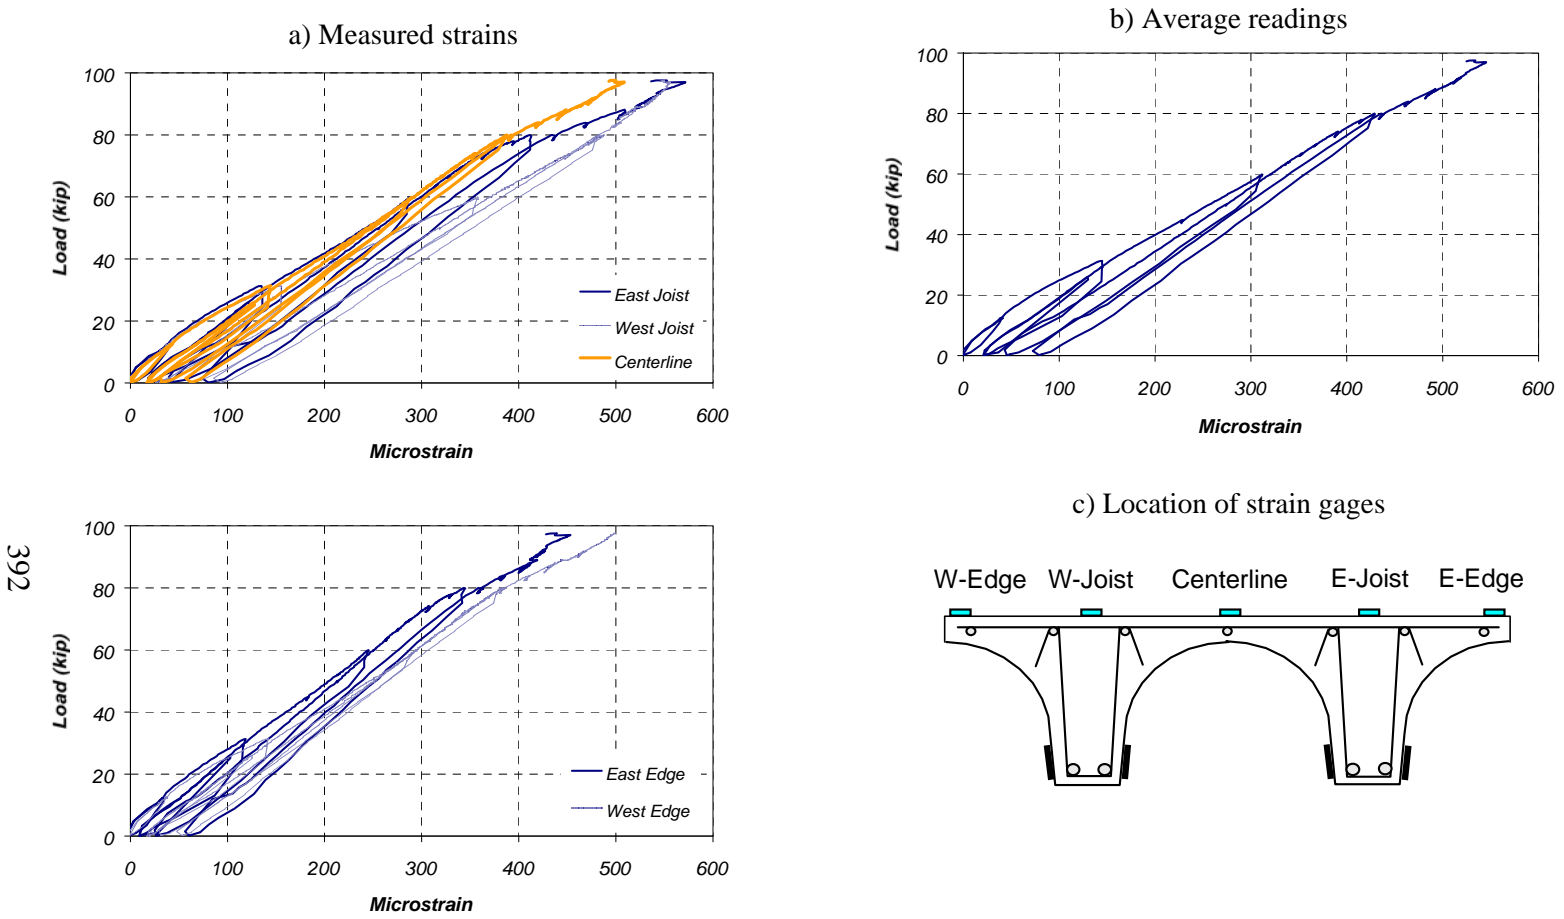 a) Measured strains
100
80
60
40
20
0
Load (kip)
0 100 200 300 400 500 600
Microstrain
East Joist
West Joist
Centerline
b) Average readings
100
80
60
40
20
0
Load (kip)
0 100 200 300 400 500 600
Microstrain
100
80
60
40
20
0
Load (kip)
0 100 200 300 400 500 600
Microstrain
East Edge
West Edge
c) Location of strain gages
W-Edge W-Joist Centerline E-Joist E-Edge
392